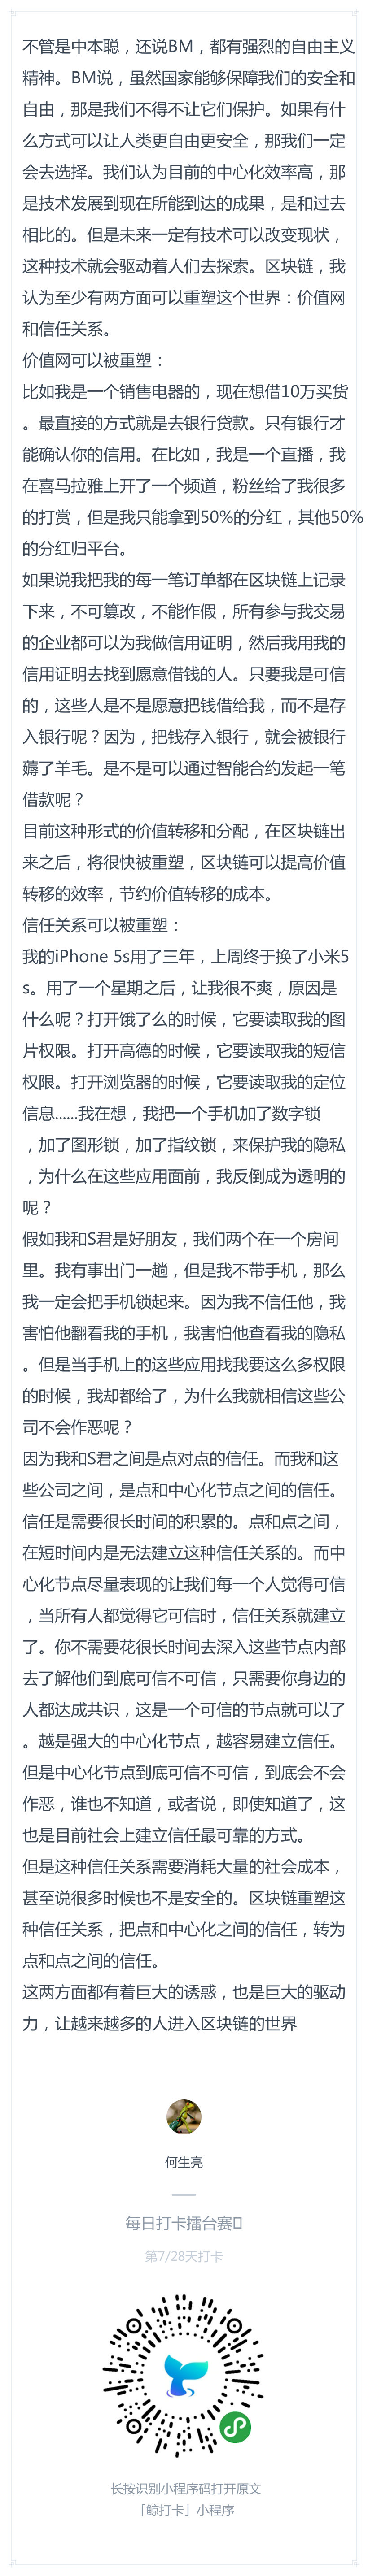 不管是中本聪，还说BM，都有强烈的自由主义
精神。BM说，虽然国家能够保障我们的安全和
自由，那是我们不得不让它们保护。如果有什
么方式可以让人类更自由更安全，那我们一定
会去选择。我们认为目前的中心化效率高，那
是技术发展到现在所能到达的成果，是和过去
相比的。但是未来一定有技术可以改变现状，
这种技术就会驱动着人们去探索。区块链，我
认为至少有两方面可以重塑这个世界：价值网
和信任关系。
价值网可以被重塑：
比如我是一个销售电器的，现在想借10万买货
。最直接的方式就是去银行贷款。只有银行才
能确认你的信用。在比如，我是一个直播，我
在喜马拉雅上开了一个频道，粉丝给了我很多
的打赏，但是我只能拿到50%的分红，其他50%
的分红归平台。
如果说我把我的每一笔订单都在区块链上记录
下来，不可篡改，不能作假，所有参与我交易
的企业都可以为我做信用证明，然后我用我的
信用证明去找到愿意借钱的人。只要我是可信
的，这些人是不是愿意把钱借给我，而不是存
入银行呢？因为，把钱存入银行，就会被银行
薅了羊毛。是不是可以通过智能合约发起一笔
借款呢？
目前这种形式的价值转移和分配，在区块链出
来之后，将很快被重塑，区块链可以提高价值
转移的效率，节约价值转移的成本。
信任关系可以被重塑：
我的iPhone 5s用了三年，上周终于换了小米5
s。用了一个星期之后，让我很不爽，原因是
什么呢？打开饿了么的时候，它要读取我的图
片权限。打开高德的时候，它要读取我的短信
权限。打开浏览器的时候，它要读取我的定位
信息......我在想，我把一个手机加了数字锁
，加了图形锁，加了指纹锁，来保护我的隐私
，为什么在这些应用面前，我反倒成为透明的
呢？
假如我和S君是好朋友，我们两个在一个房间
里。我有事出门一趟，但是我不带手机，那么
我一定会把手机锁起来。因为我不信任他，我
害怕他翻看我的手机，我害怕他查看我的隐私
。但是当手机上的这些应用找我要这么多权限
的时候，我却都给了，为什么我就相信这些公
司不会作恶呢？
因为我和S君之间是点对点的信任。而我和这
些公司之间，是点和中心化节点之间的信任。
信任是需要很长时间的积累的。点和点之间，
在短时间内是无法建立这种信任关系的。而中
心化节点尽量表现的让我们每一个人觉得可信
，当所有人都觉得它可信时，信任关系就建立
了。你不需要花很长时间去深入这些节点内部
去了解他们到底可信不可信，只需要你身边的
人都达成共识，这是一个可信的节点就可以了
。越是强大的中心化节点，越容易建立信任。
但是中心化节点到底可信不可信，到底会不会
作恶，谁也不知道，或者说，即使知道了，这
也是目前社会上建立信任最可靠的方式。
但是这种信任关系需要消耗大量的社会成本，
甚至说很多时候也不是安全的。区块链重塑这
种信任关系，把点和中心化之间的信任，转为
点和点之间的信任。
这两方面都有着巨大的诱惑，也是巨大的驱动
力，让越来越多的人进入区块链的世界
何生亮
每日打卡擂台赛
第7/28天打卡
长按识别小程序码打开原文
「鲸打卡」小程序